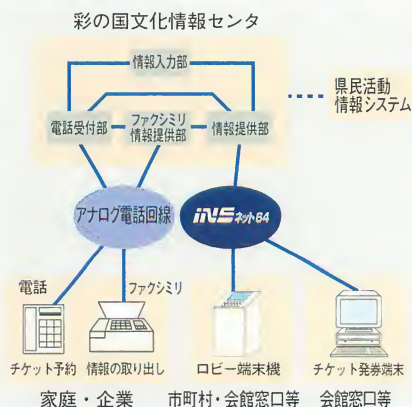 彩の国文化情報センタ
情報入力部
県民活動
情報システム
電話受付部
ファクシミリ
情報提供部
情報提供部
アナログ電話回線
INSネット64
電話
ファクシミリ
チケット予約
情報の取り出し
ロビー端末機
チケット発券端末
家庭・企業
市町村・会館窓口等
会館窓口等